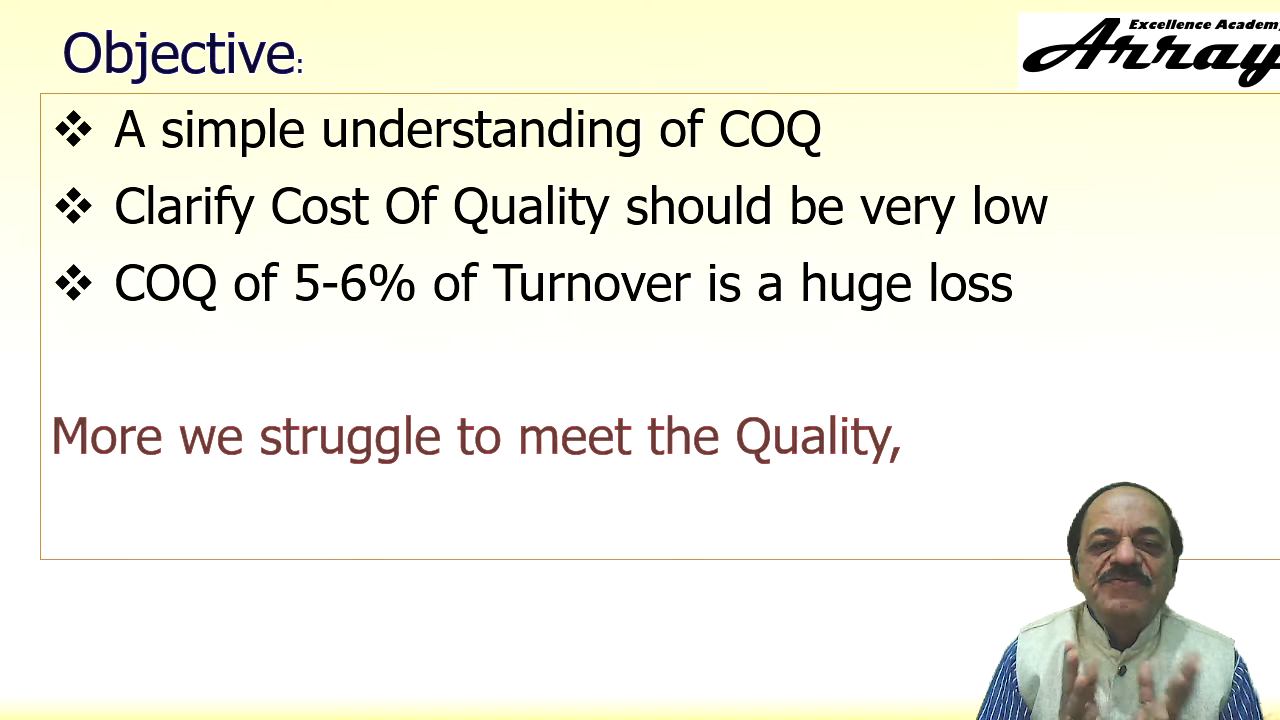 Objective:
Excellence Academy
Array
❖ A simple understanding of COQ
❖ Clarify Cost Of Quality should be very low
❖ COQ of 5-6% of Turnover is a huge loss
More we struggle to meet the Quality,